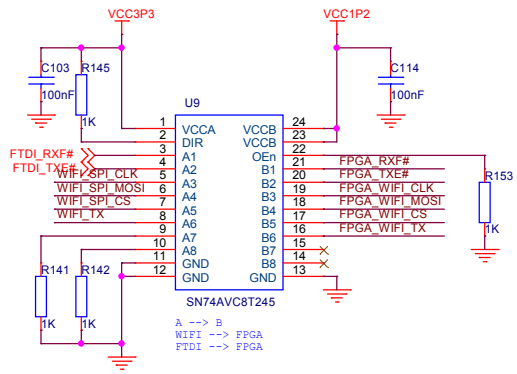 VCC3P3
VCC1P2
C103
R145
C114
100nF
100nF
U9
1K
1
VCCA
VCCB
24
2
DIR
VCCB
23
FTDI_RXF#
3
A1
OEn
22
FTDI_TXE#
4
A2
B1
21
FPGA_RXF#
WIFI_SPI_CLK
5
A3
B2
20
FPGA_TXE#
WIFI_SPI_MOSI
6
A4
B3
19
FPGA_WIFI_CLK
WIFI_SPI_CS
7
A5
B4
18
FPGA_WIFI_MOSI
WIFI_TX
8
A6
B5
17
FPGA_WIFI_CS
9
A7
B6
16
FPGA_WIFI_TX
10
A8
B7
15
11
GND
B8
14
12
GND
GND
13
R153
1K
R141
R142
1K
1K
SN74AVC8T245
A --> B
WIFI --> FPGA
FTDI --> FPGA